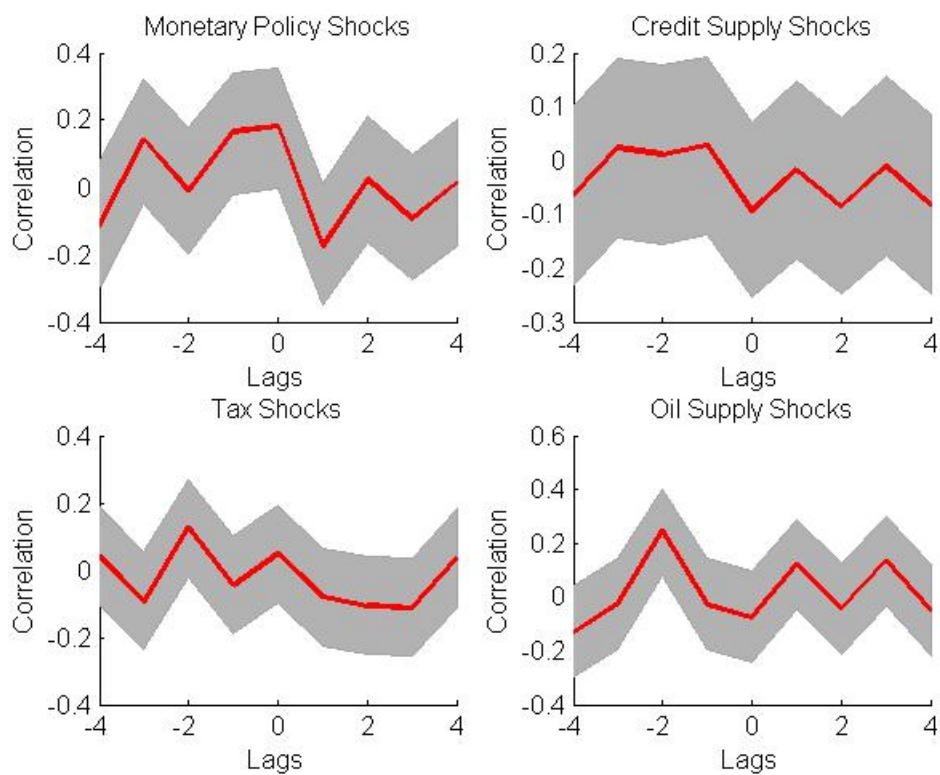 Monetary Policy Shocks
0.4
0.2
0
-0.2
-0.4
Correlation
-4 -2 0 2 4
Lags
Credit Supply Shocks
0.2
0.1
0
-0.1
-0.2
-0.3
Correlation
-4 -2 0 2 4
Lags
Tax Shocks
0.4
0.2
0
-0.2
-0.4
Correlation
-4 -2 0 2 4
Lags
Oil Supply Shocks
0.6
0.4
0.2
0
-0.2
-0.4
Correlation
-4 -2 0 2 4
Lags